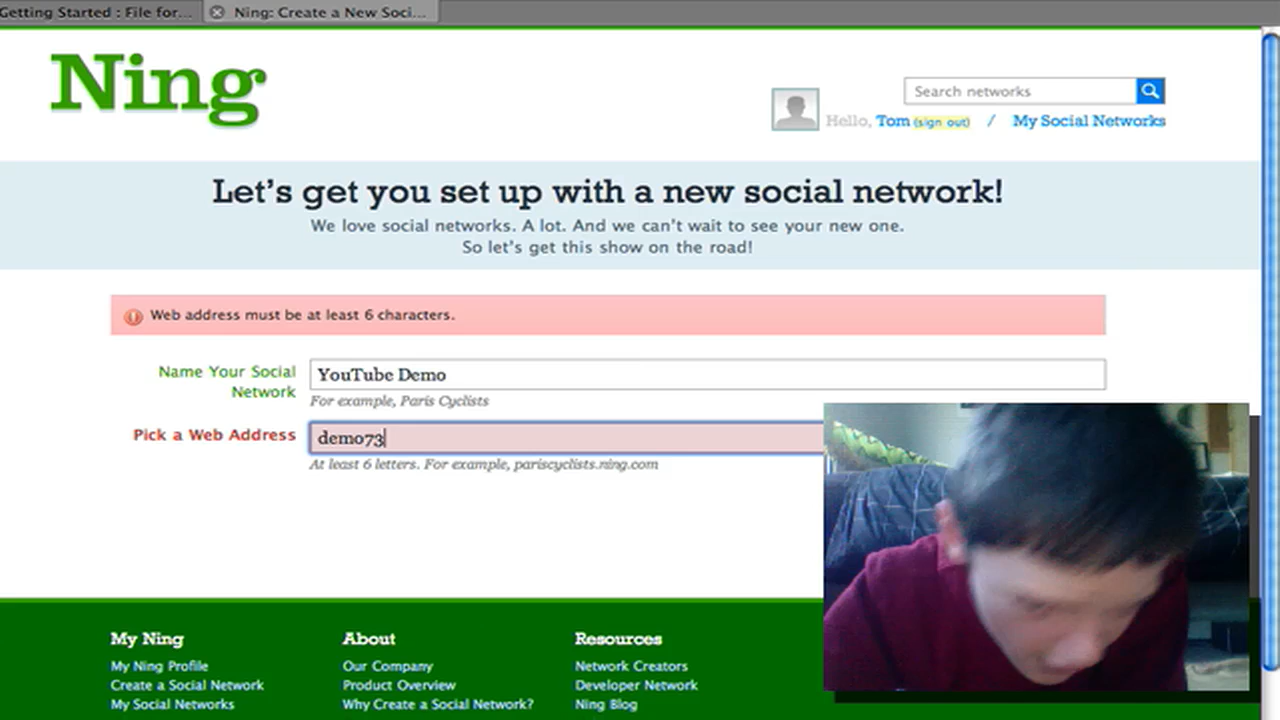 Getting Started : File for...
Ning: Create a New Soci...
Ning
Search networks
Hello, Tom (sign out) / My Social Networks
Let's get you set up with a new social network!
We love social networks. A lot. And we can't wait to see your new one.
So let's get this show on the road!
Web address must be at least 6 characters.
Name Your Social
Network
YouTube Demo
For example, Paris Cyclists
Pick a Web Address
demo73
At least 6 letters. For example, pariscyclists.ning.com
My Ning
About
Resources
My Ning Profile
Our Company
Network Creators
Create a Social Network
Product Overview
Developer Network
My Social Networks
Why Create a Social Network?
Ning Blog